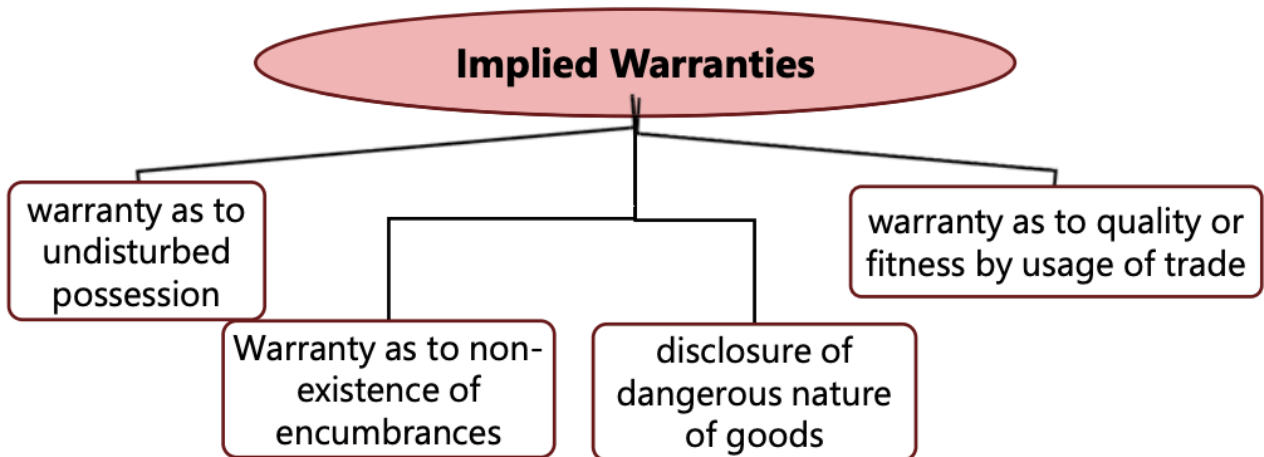 Implied Warranties
warranty as to
undisturbed
possession
Warranty as to non-
existence of
encumbrances
disclosure of
dangerous nature
of goods
warranty as to quality or
fitness by usage of trade